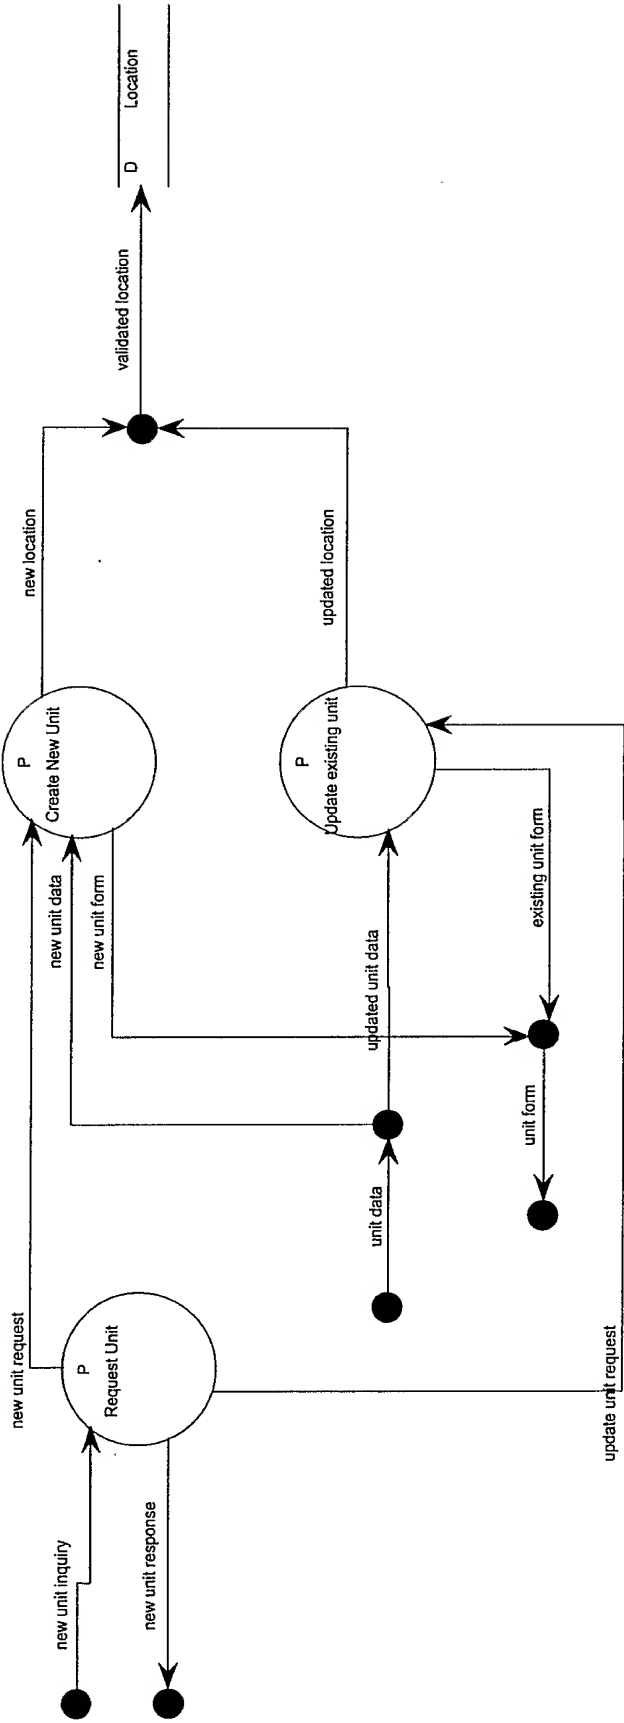 new unit inquiry
new unit response
new unit request
P
Request Unit
update unit request
unit data
unit form
new unit data
new unit form
updated unit data
existing unit form
P
Create New Unit
P
Update existing unit
new location
updated location
validated location
D Location